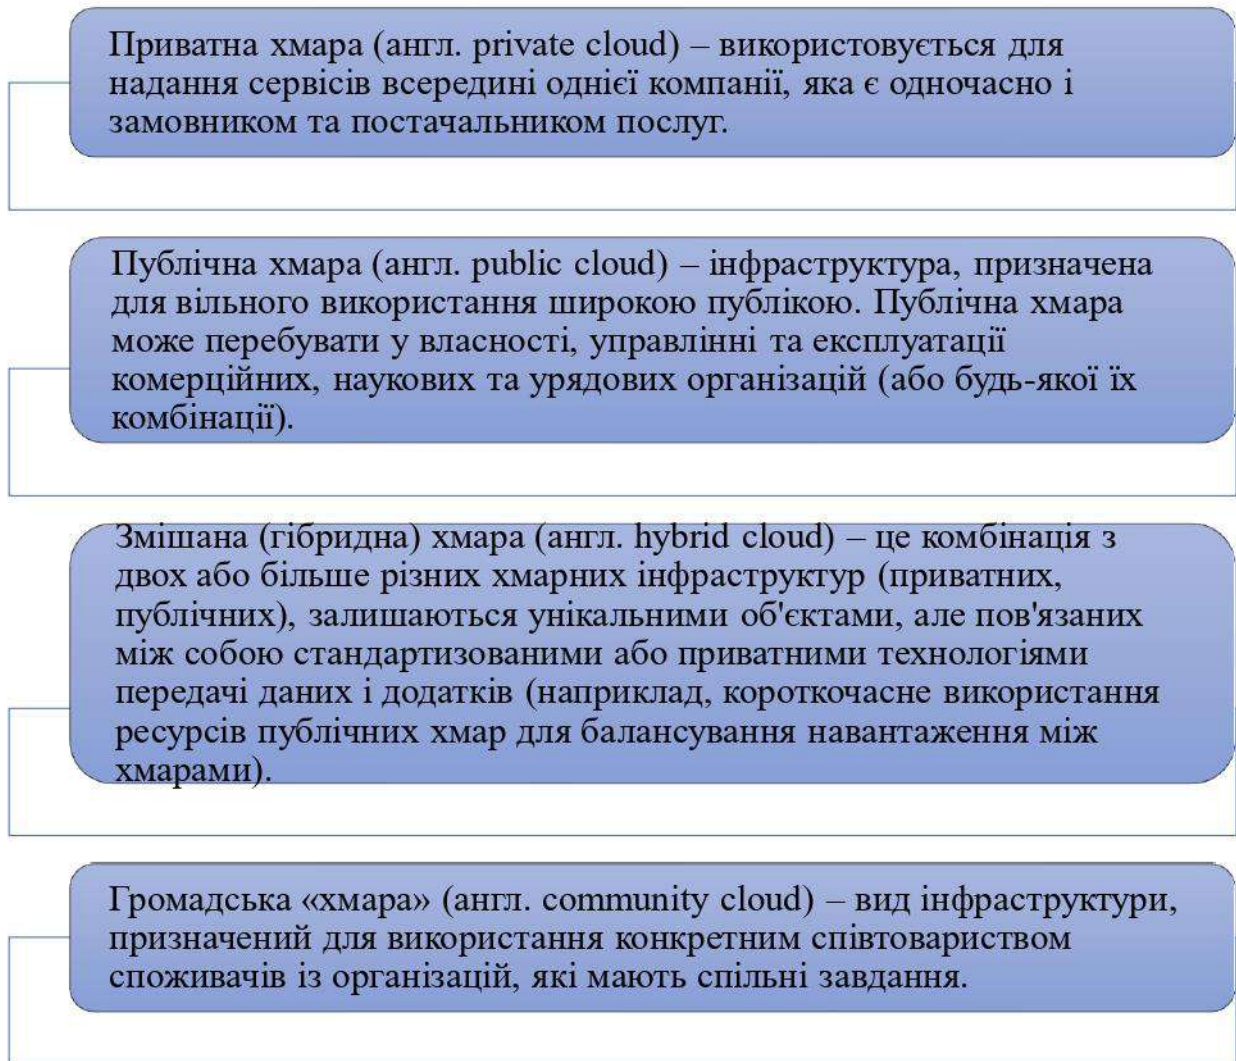 Приватна хмара (англ. private cloud) – використовується для
надання сервісів всередині однієї компанії, яка є одночасно і
замовником та постачальником послуг.
Публічна хмара (англ. public cloud) – інфраструктура, призначена
для вільного використання широкою публікою. Публічна хмара
може перебувати у власності, управлінні та експлуатації
комерційних, наукових та урядових організацій (або будь-якої їх
комбінації).
Змішана (гібридна) хмара (англ. hybrid cloud) – це комбінація з
двох або більше різних хмарних інфраструктур (приватних,
публічних), залишаються унікальними об'єктами, але пов'язаних
між собою стандартизованими або приватними технологіями
передачі даних і додатків (наприклад, короткочасне використання
ресурсів публічних хмар для балансування навантаження між
хмарами).
Громадська «хмара» (англ. community cloud) – вид інфраструктури,
призначений для використання конкретним співтовариством
споживачів із організацій, які мають спільні завдання.